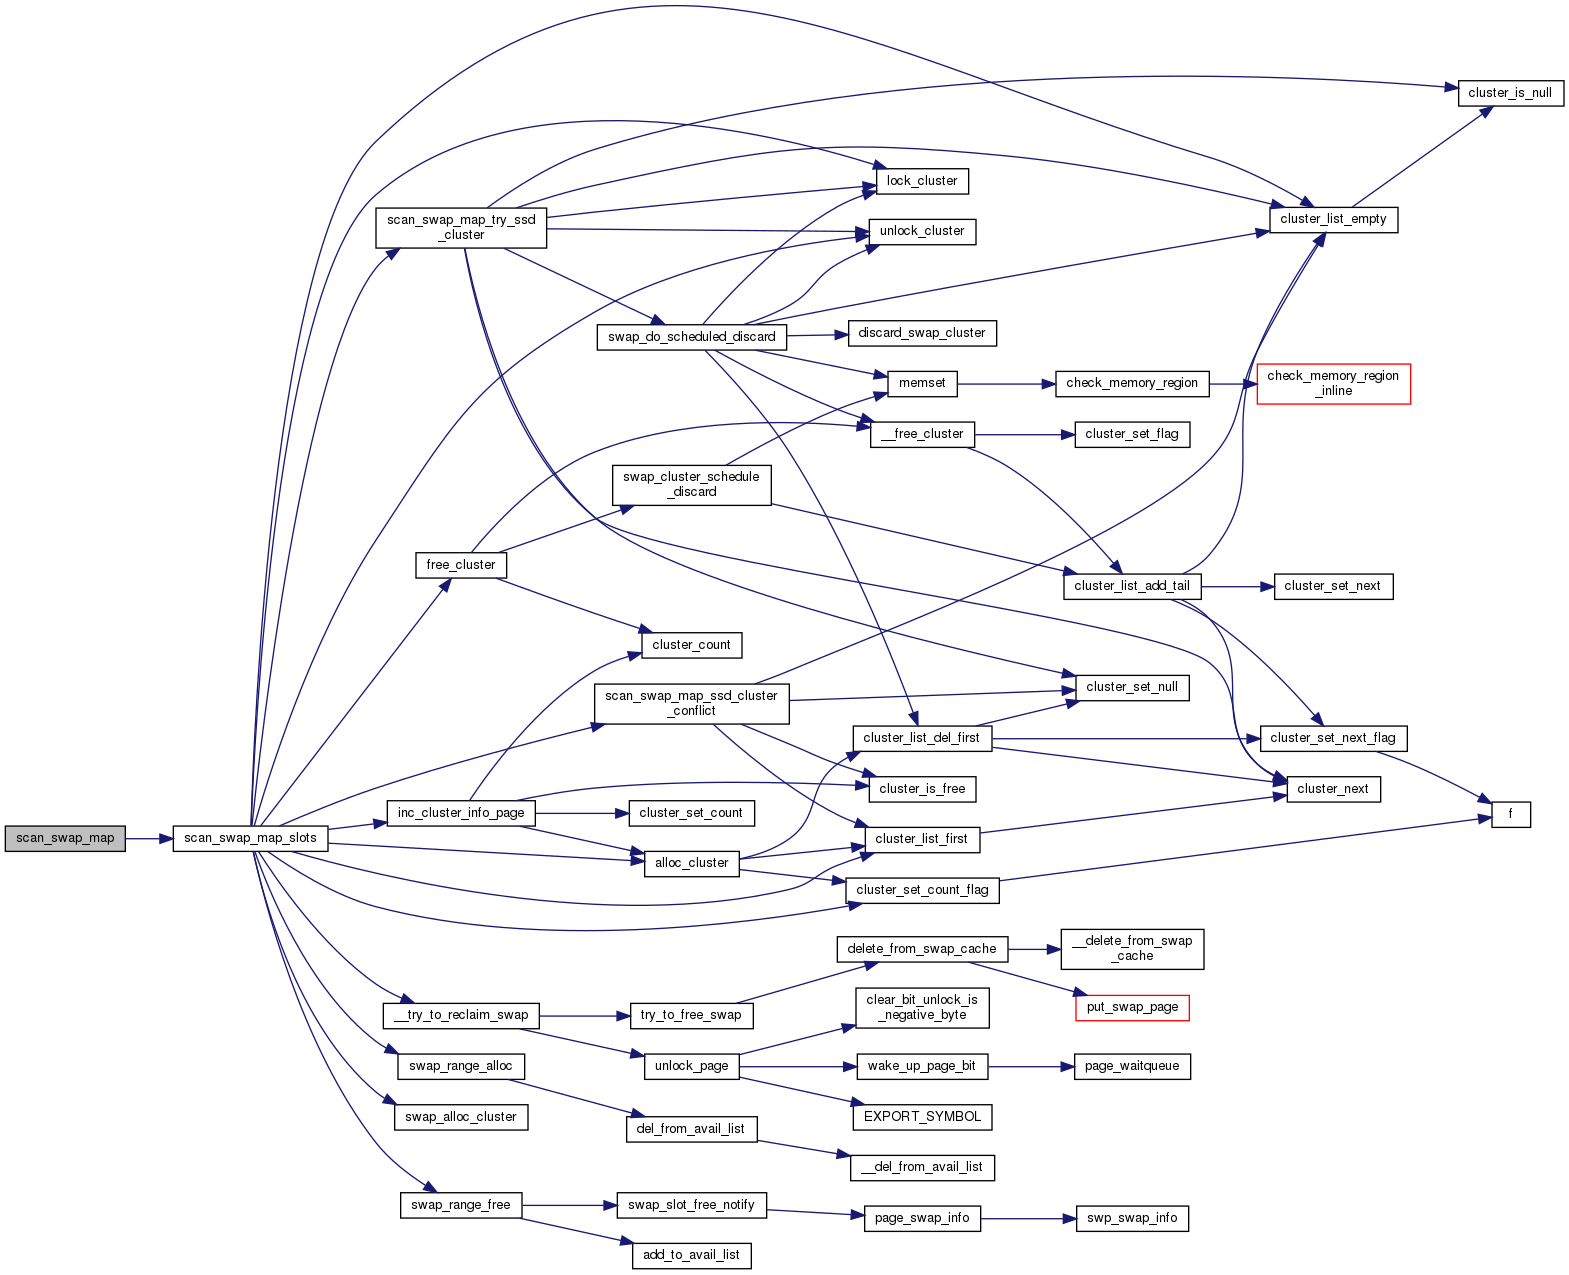 cluster_is_null
lock_cluster
scan_swap_map_try_ssd
_cluster
cluster_list_empty
unlock_cluster
swap_do_scheduled_discard
discard_swap_cluster
memset
check_memory_region
check_memory_region
_inline
__free_cluster
cluster_set_flag
swap_cluster_schedule
_discard
free_cluster
cluster_list_add_tail
cluster_set_next
cluster_count
scan_swap_map_ssd_cluster
_conflict
cluster_set_null
cluster_list_del_first
cluster_set_next_flag
cluster_is_free
cluster_next
inc_cluster_info_page
cluster_set_count
f
scan_swap_map
scan_swap_map_slots
cluster_list_first
alloc_cluster
cluster_set_count_flag
delete_from_swap_cache
__delete_from_swap
_cache
clear_bit_unlock_is
_negative_byte
put_swap_page
__try_to_reclaim_swap
try_to_free_swap
swap_range_alloc
unlock_page
wake_up_page_bit
page_waitqueue
swap_alloc_cluster
EXPORT_SYMBOL
del_from_avail_list
__del_from_avail_list
swap_range_free
swap_slot_free_notify
page_swap_info
swp_swap_info
add_to_avail_list